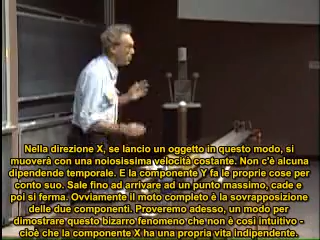 Nella direzione X, se lancio un oggetto in questo modo, si
muoverà con una noiosissima velocità costante. Non c'è alcuna
dipendende temporale. E la componente Y fa le proprie cose per
conto suo. Sale fino ad arrivare ad un punto massimo, cade e
poi si ferma. Ovviamente il moto completo è la sovrapposizione
delle due componenti. Proveremo adesso, un modo per
dimostrare questo bizzarro fenomeno che non è così intuitivo -
cioè che la componente X ha una propria vita indipendente.